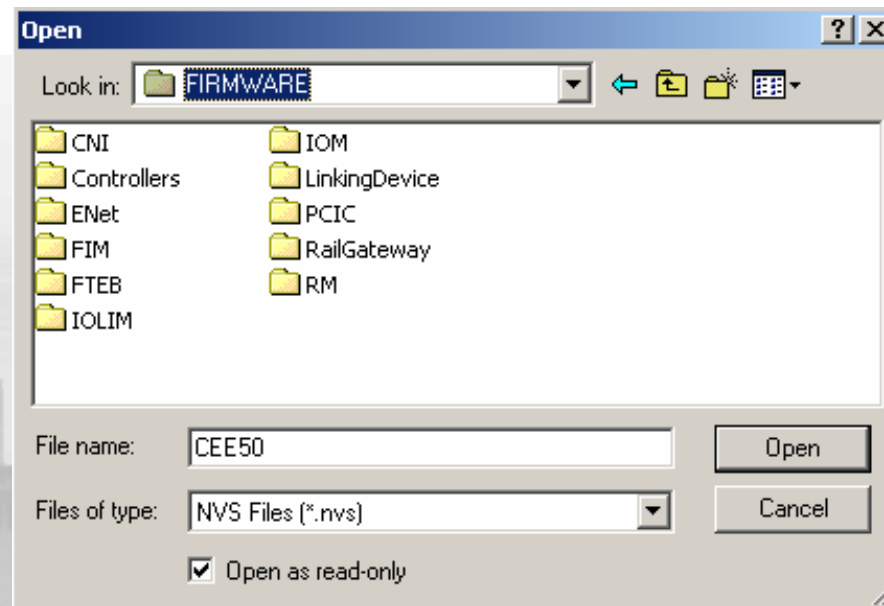 Open
Look in: FIRMWARE
CNI
Controllers
ENet
FIM
FTEB
IOLIM
IOM
LinkingDevice
PCIC
RailGateway
RM
File name: CEE50 Open
Files of type: NVS Files (*.nvs) Cancel
Open as read-only